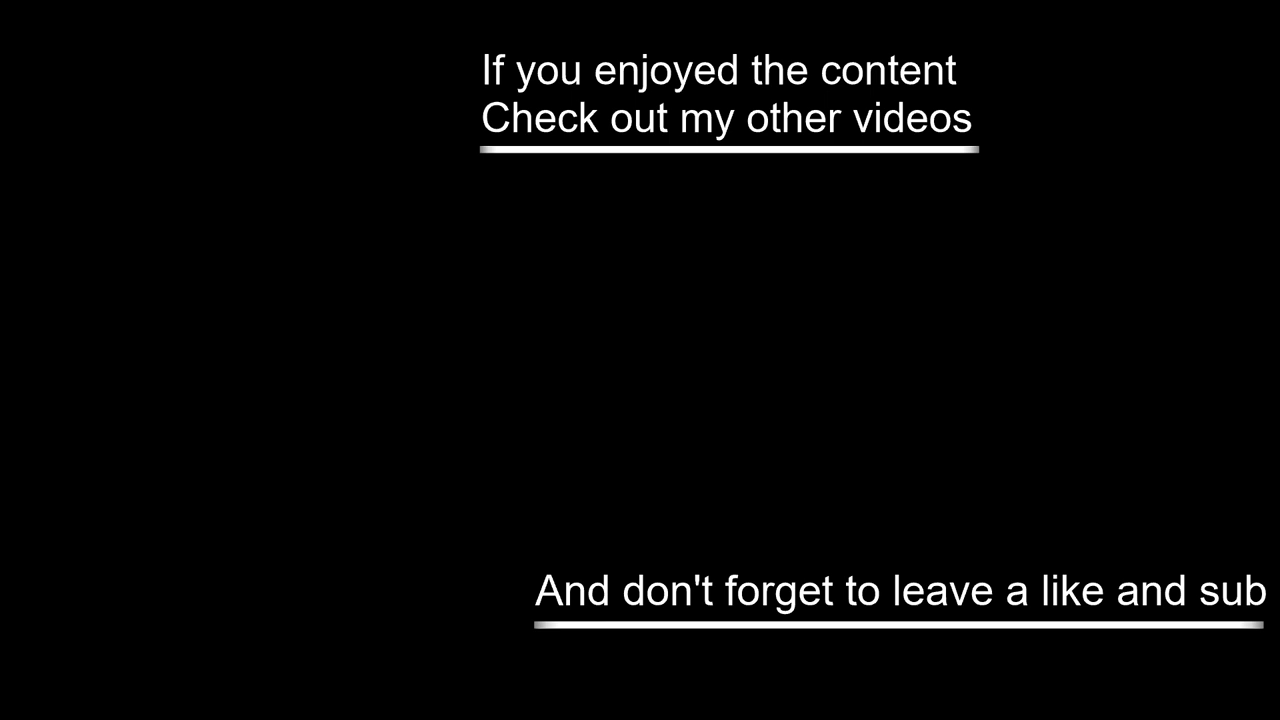 If you enjoyed the content
Check out my other videos
And don't forget to leave a like and sub